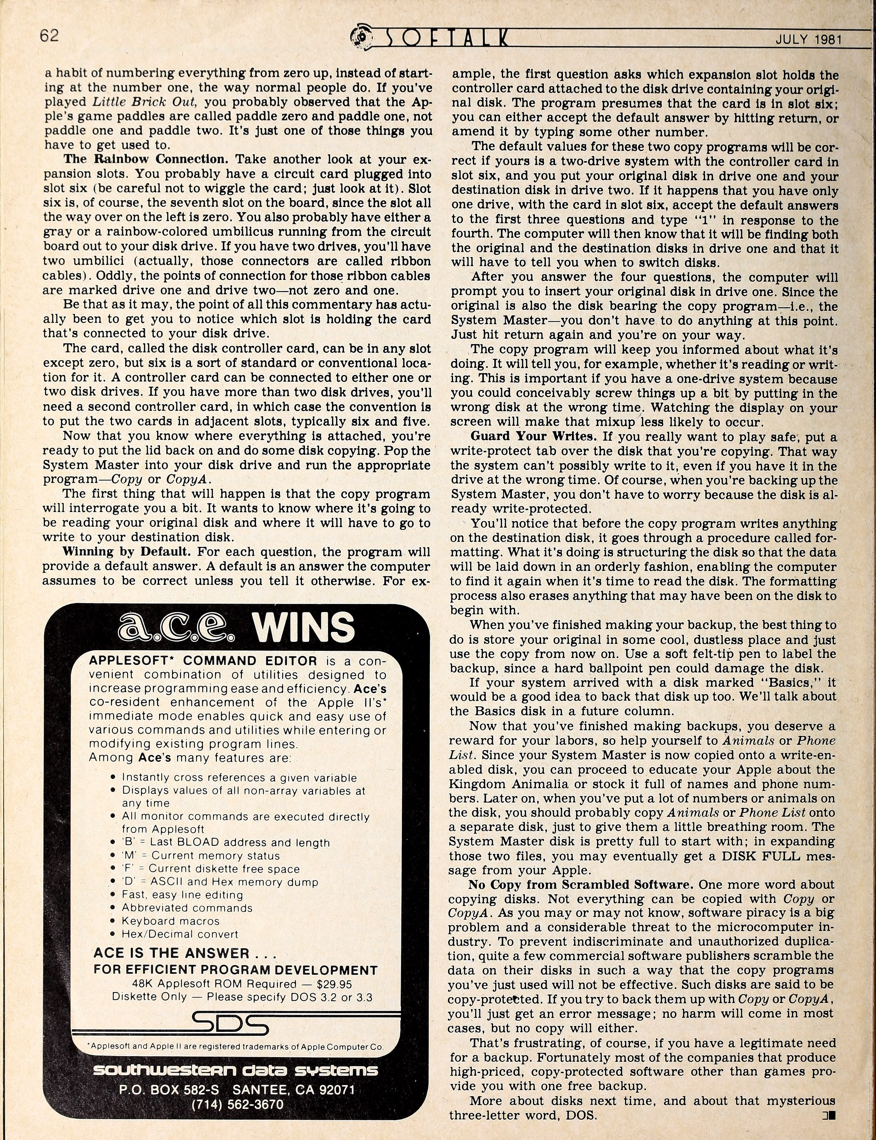 62
SOFTALK
JULY 1981
a habit of numbering everything from zero up, instead of start-
ing at the number one, the way normal people do. If you've
played Little Brick Out, you probably observed that the Ap-
ple's game paddles are called paddle zero and paddle one, not
paddle one and paddle two. It's just one of those things you
have to get used to.
The Rainbow Connection. Take another look at your ex-
pansion slots. You probably have a circuit card plugged into
slot six (be careful not to wiggle the card; just look at it). Slot
six is, of course, the seventh slot on the board, since the slot all
the way over on the left is zero. You also probably have either a
gray or a rainbow-colored umbilicus running from the circuit
board out to your disk drive. If you have two drives, you'll have
two umbilici (actually, those connectors are called ribbon
cables). Oddly, the points of connection for those ribbon cables
are marked drive one and drive two—not zero and one.
Be that as it may, the point of all this commentary has actu-
ally been to get you to notice which slot is holding the card
that's connected to your disk drive.
The card, called the disk controller card, can be in any slot
except zero, but six is a sort of standard or conventional loca-
tion for it. A controller card can be connected to either one or
two disk drives. If you have more than two disk drives, you'll
need a second controller card, in which case the convention is
to put the two cards in adjacent slots, typically six and five.
Now that you know where everything is attached, you're
ready to put the lid back on and do some disk copying. Pop the
System Master into your disk drive and run the appropriate
program—Copy or CopyA.
The first thing that will happen is that the copy program
will interrogate you a bit. It wants to know where it's going to
be reading your original disk and where it will have to go to
write to your destination disk.
Winning by Default. For each question, the program will
provide a default answer. A default is an answer the computer
assumes to be correct unless you tell it otherwise. For ex-
a.c.e. WINS
APPLESOFT* COMMAND EDITOR is a con-
venient combination of utilities designed to
increase programming ease and efficiency. Ace's
co-resident enhancement of the Apple II's*
immediate mode enables quick and easy use of
various commands and utilities while entering or
modifying existing program lines.
Among Ace's many features are:
• Instantly cross references a given variable
• Displays values of all non-array variables at
any time
• All monitor commands are executed directly
from Applesoft
• 'B' = Last BLOAD address and length
• 'M' = Current memory status
• 'F' = Current diskette free space
• 'D' = ASCII and Hex memory dump
• Fast, easy line editing
• Abbreviated commands
• Keyboard macros
• Hex/Decimal convert
ACE IS THE ANSWER . . .
FOR EFFICIENT PROGRAM DEVELOPMENT
48K Applesoft ROM Required — $29.95
Diskette Only — Please specify DOS 3.2 or 3.3
SDS
*Applesoft and Apple II are registered trademarks of Apple Computer Co.
southwestern data systems
P.O. BOX 582-S SANTEE, CA 92071
(714) 562-3670
ample, the first question asks which expansion slot holds the
controller card attached to the disk drive containing your origi-
nal disk. The program presumes that the card is in slot six;
you can either accept the default answer by hitting return, or
amend it by typing some other number.
The default values for these two copy programs will be cor-
rect if yours is a two-drive system with the controller card in
slot six, and you put your original disk in drive one and your
destination disk in drive two. If it happens that you have only
one drive, with the card in slot six, accept the default answers
to the first three questions and type "1" in response to the
fourth. The computer will then know that it will be finding both
the original and the destination disks in drive one and that it
will have to tell you when to switch disks.
After you answer the four questions, the computer will
prompt you to insert your original disk in drive one. Since the
original is also the disk bearing the copy program—i.e., the
System Master—you don't have to do anything at this point.
Just hit return again and you're on your way.
The copy program will keep you informed about what it's
doing. It will tell you, for example, whether it's reading or writ-
ing. This is important if you have a one-drive system because
you could conceivably screw things up a bit by putting in the
wrong disk at the wrong time. Watching the display on your
screen will make that mixup less likely to occur.
Guard Your Writes. If you really want to play safe, put a
write-protect tab over the disk that you're copying. That way
the system can't possibly write to it, even if you have it in the
drive at the wrong time. Of course, when you're backing up the
System Master, you don't have to worry because the disk is al-
ready write-protected.
You'll notice that before the copy program writes anything
on the destination disk, it goes through a procedure called for-
matting. What it's doing is structuring the disk so that the data
will be laid down in an orderly fashion, enabling the computer
to find it again when it's time to read the disk. The formatting
process also erases anything that may have been on the disk to
begin with.
When you've finished making your backup, the best thing to
do is store your original in some cool, dustless place and just
use the copy from now on. Use a soft felt-tip pen to label the
backup, since a hard ballpoint pen could damage the disk.
If your system arrived with a disk marked "Basics," it
would be a good idea to back that disk up too. We'll talk about
the Basics disk in a future column.
Now that you've finished making backups, you deserve a
reward for your labors, so help yourself to Animals or Phone
List. Since your System Master is now copied onto a write-en-
abled disk, you can proceed to educate your Apple about the
Kingdom Animalia or stock it full of names and phone num-
bers. Later on, when you've put a lot of numbers or animals on
the disk, you should probably copy Animals or Phone List onto
a separate disk, just to give them a little breathing room. The
System Master disk is pretty full to start with; in expanding
those two files, you may eventually get a DISK FULL mes-
sage from your Apple.
No Copy from Scrambled Software. One more word about
copying disks. Not everything can be copied with Copy or
CopyA. As you may or may not know, software piracy is a big
problem and a considerable threat to the microcomputer in-
dustry. To prevent indiscriminate and unauthorized duplica-
tion, quite a few commercial software publishers scramble the
data on their disks in such a way that the copy programs
you've just used will not be effective. Such disks are said to be
copy-protected. If you try to back them up with Copy or CopyA,
you'll just get an error message; no harm will come in most
cases, but no copy will either.
That's frustrating, of course, if you have a legitimate need
for a backup. Fortunately most of the companies that produce
high-priced, copy-protected software other than games pro-
vide you with one free backup.
More about disks next time, and about that mysterious
three-letter word, DOS.